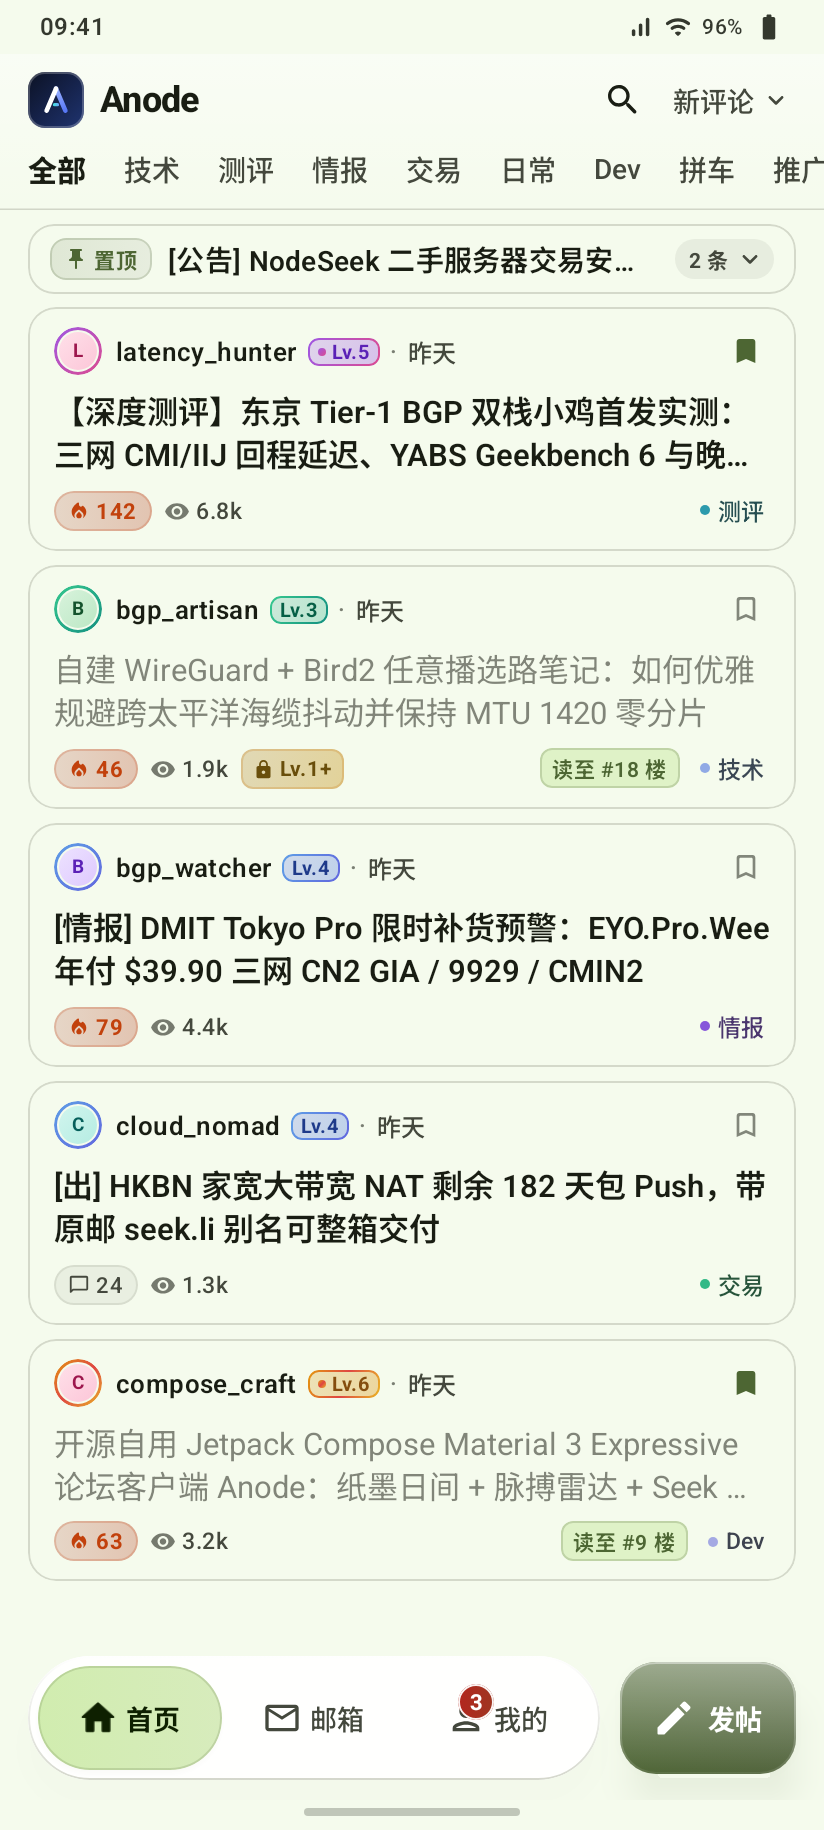 09:41
96%
Anode
新评论
全部 技术 测评 情报 交易 日常 Dev 拼车 推广
置顶 [公告] NodeSeek 二手服务器交易安… 2 条
L latency_hunter Lv.5 · 昨天
【深度测评】东京 Tier-1 BGP 双栈小鸡首发实测：
三网 CMI/IIJ 回程延迟、YABS Geekbench 6 与晚…
142 6.8k 测评
B bgp_artisan Lv.3 · 昨天
自建 WireGuard + Bird2 任意播选路笔记：如何优雅
规避跨太平洋海缆抖动并保持 MTU 1420 零分片
46 1.9k Lv.1+ 读至 #18 楼 技术
B bgp_watcher Lv.4 · 昨天
[情报] DMIT Tokyo Pro 限时补货预警：EYO.Pro.Wee
年付 $39.90 三网 CN2 GIA / 9929 / CMIN2
79 4.4k 情报
C cloud_nomad Lv.4 · 昨天
[出] HKBN 家宽大带宽 NAT 剩余 182 天包 Push，带
原邮 seek.li 别名可整箱交付
24 1.3k 交易
C compose_craft Lv.6 · 昨天
开源自用 Jetpack Compose Material 3 Expressive
论坛客户端 Anode：纸墨日间 + 脉搏雷达 + Seek …
63 3.2k 读至 #9 楼 Dev
首页 邮箱 3 我的 发帖